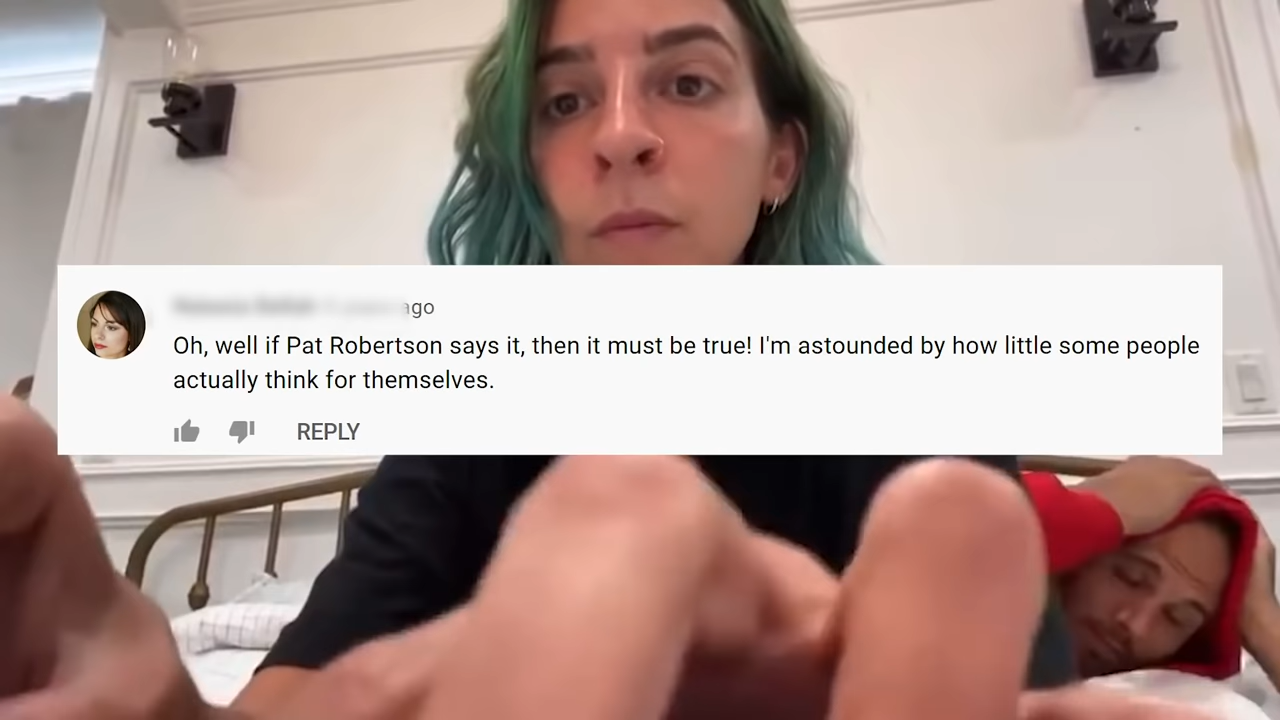 ago
Oh, well if Pat Robertson says it, then it must be true! I'm astounded by how little some people
actually think for themselves.
REPLY